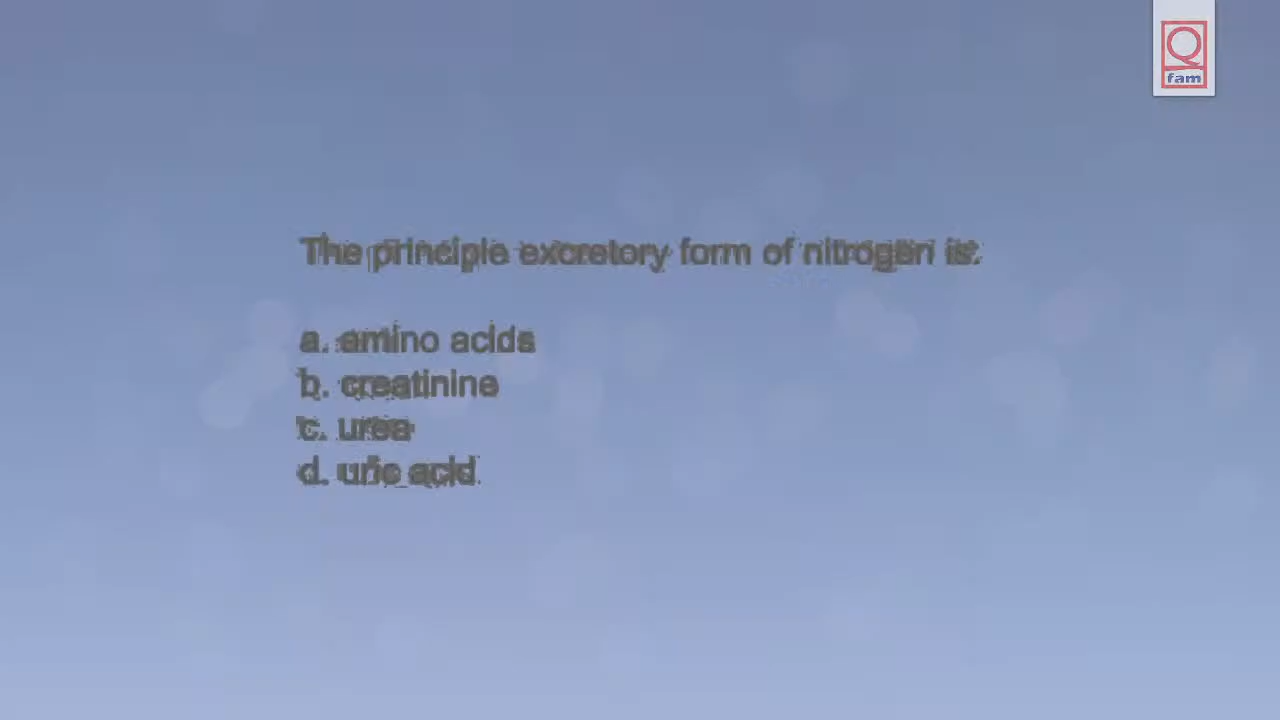 Q
fam
The principle excretory form of nitrogen is:
a. amino acids
b. creatinine
c. urea
d. uric acid